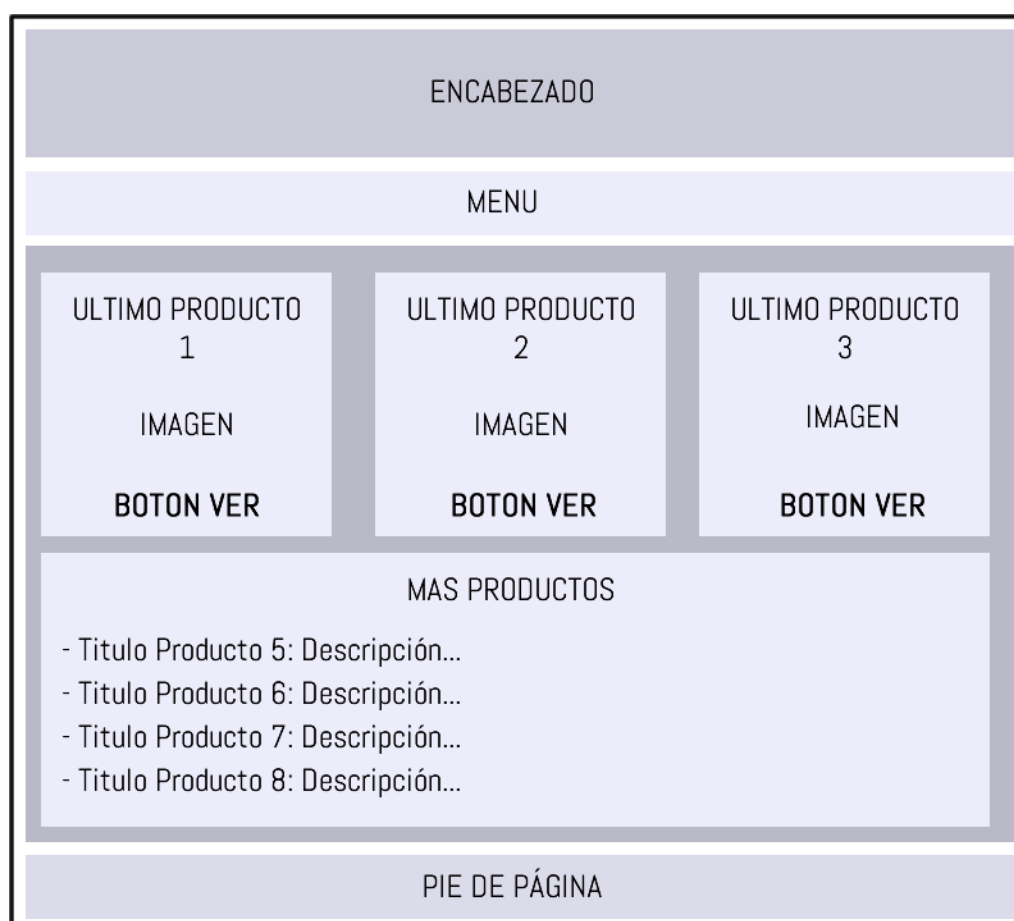 ENCABEZADO
MENU
ULTIMO PRODUCTO
1
IMAGEN
BOTON VER
ULTIMO PRODUCTO
2
IMAGEN
BOTON VER
ULTIMO PRODUCTO
3
IMAGEN
BOTON VER
MAS PRODUCTOS
- Titulo Producto 5: Descripción...
- Titulo Producto 6: Descripción...
- Titulo Producto 7: Descripción...
- Titulo Producto 8: Descripción...
PIE DE PÁGINA